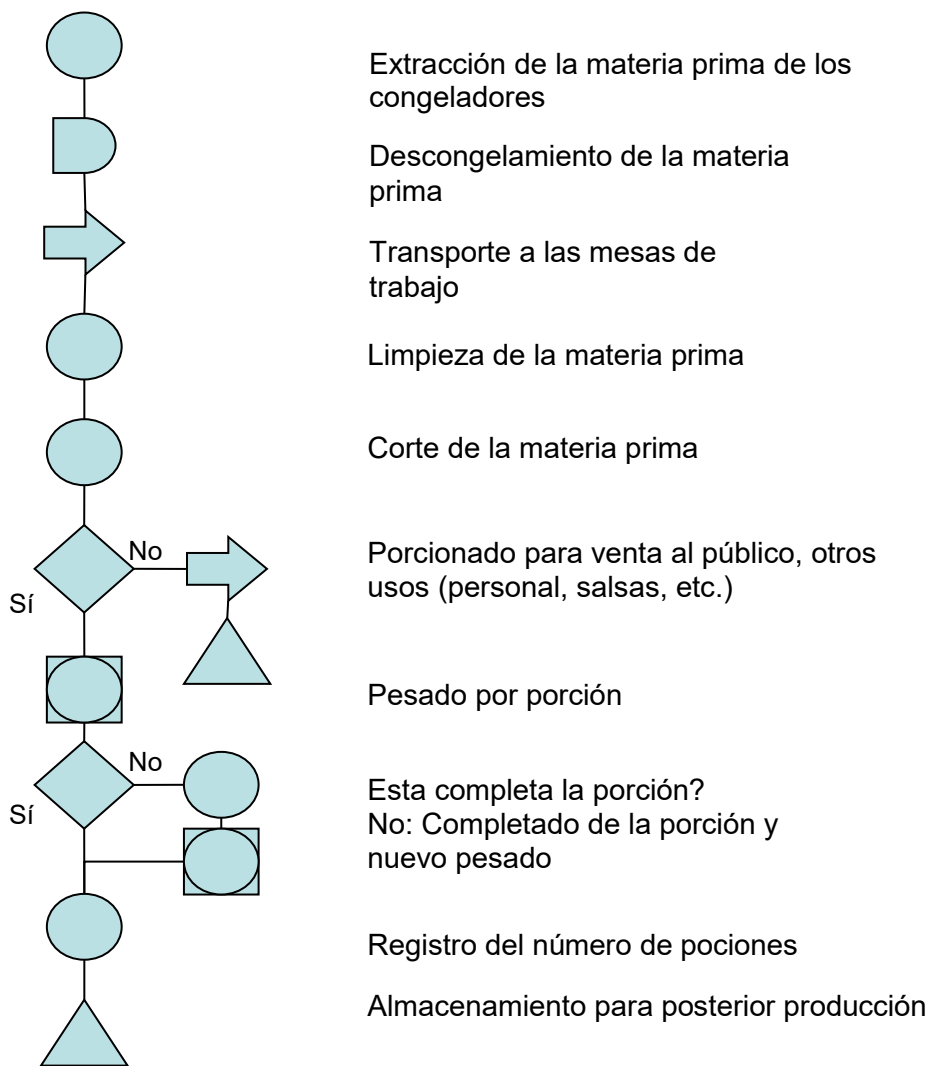 Extracción de la materia prima de los
congeladores
Descongelamiento de la materia
prima
Transporte a las mesas de
trabajo
Limpieza de la materia prima
Corte de la materia prima
No
Sí
Porcionado para venta al público, otros
usos (personal, salsas, etc.)
Pesado por porción
No
Sí
Esta completa la porción?
No: Completado de la porción y
nuevo pesado
Registro del número de pociones
Almacenamiento para posterior producción